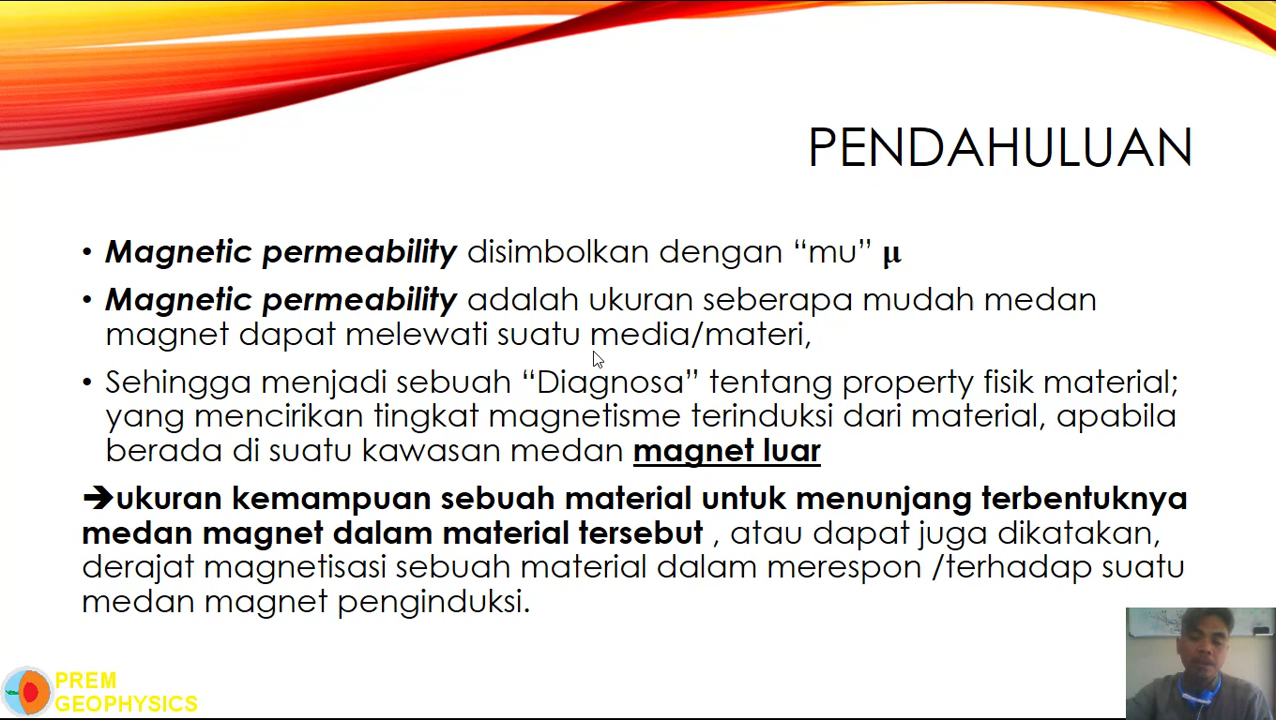 PENDAHULUAN
• Magnetic permeability disimbolkan dengan “mu” μ
• Magnetic permeability adalah ukuran seberapa mudah medan
magnet dapat melewati suatu media/materi,
• Sehingga menjadi sebuah “Diagnosa” tentang property fisik material;
yang mencirikan tingkat magnetisme terinduksi dari material, apabila
berada di suatu kawasan medan magnet luar
➔ukuran kemampuan sebuah material untuk menunjang terbentuknya
medan magnet dalam material tersebut , atau dapat juga dikatakan,
derajat magnetisasi sebuah material dalam merespon /terhadap suatu
medan magnet penginduksi.
PREM
GEOPHYSICS